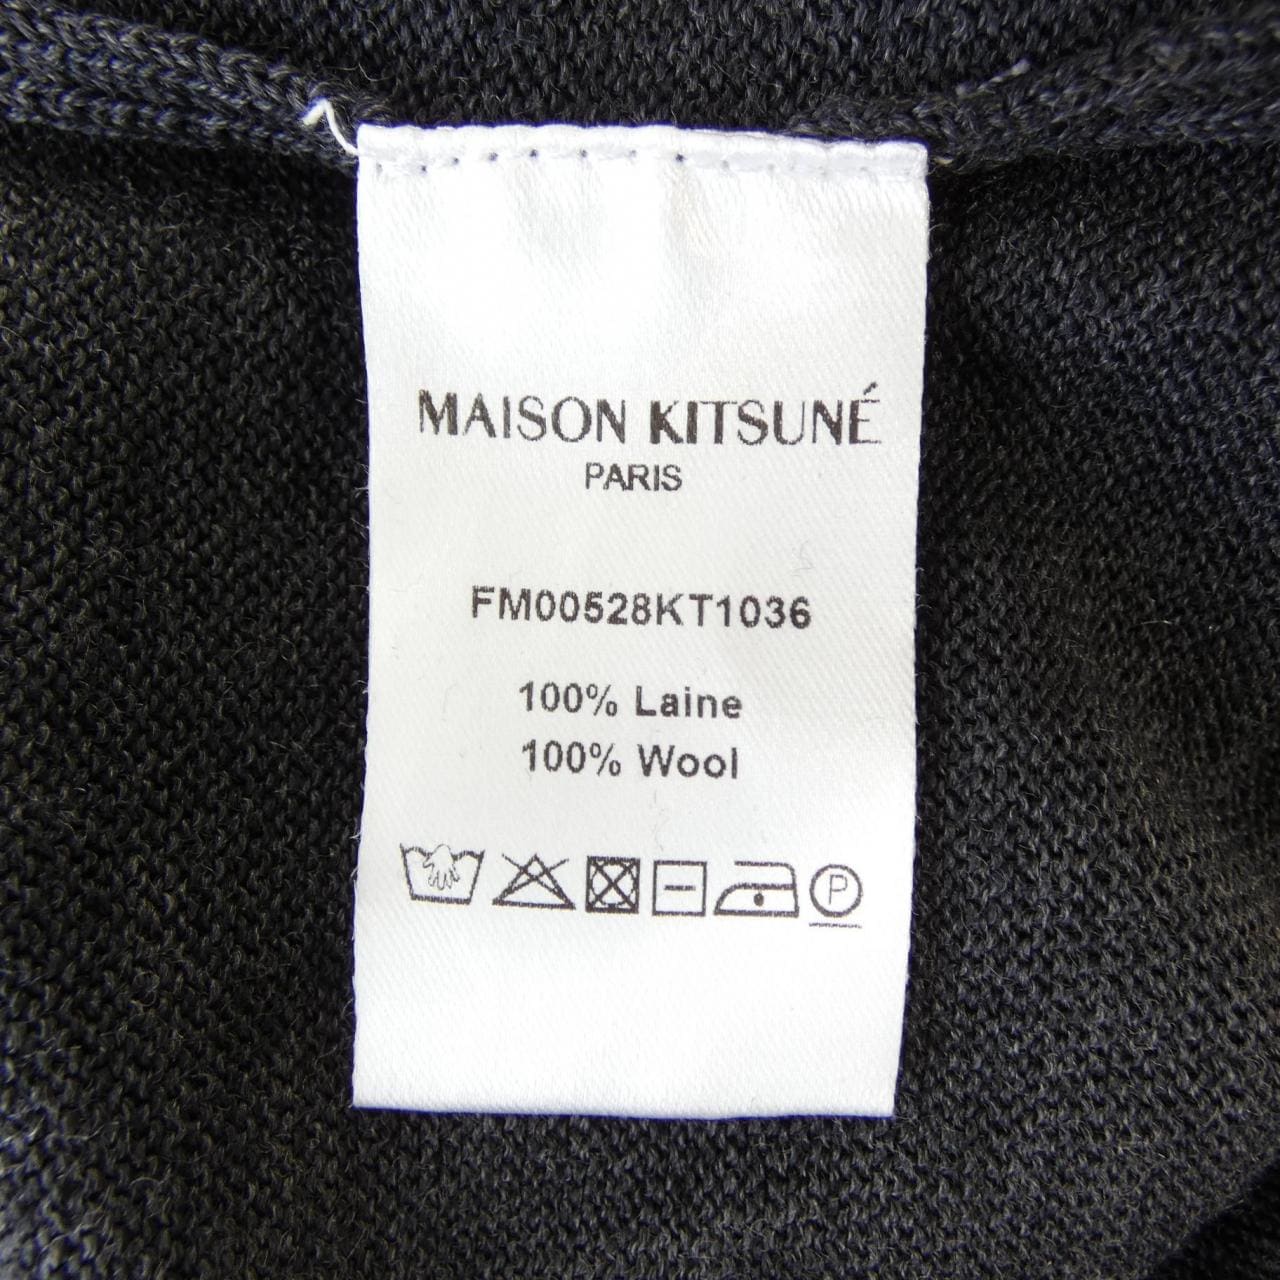 MAISON KITSUNÉ
PARIS
FM00528KT1036
100% Laine
100% Wool
P